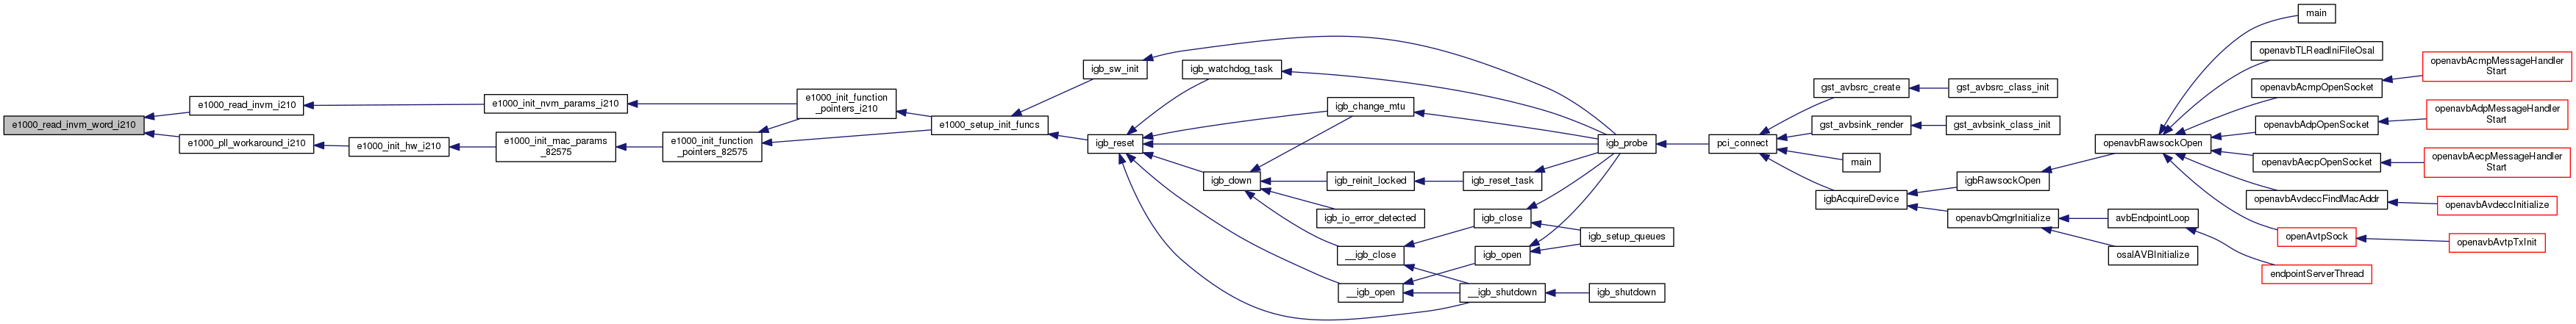 e1000_read_invm_word_i210
e1000_read_invm_i210
e1000_pll_workaround_i210
e1000_init_nvm_params_i210
e1000_init_hw_i210
e1000_init_mac_params
_82575
e1000_init_function
_pointers_i210
e1000_init_function
_pointers_82575
e1000_setup_init_funcs
igb_sw_init
igb_reset
igb_watchdog_task
igb_change_mtu
igb_down
igb_reinit_locked
igb_reset_task
igb_io_error_detected
__igb_close
__igb_open
igb_close
igb_open
__igb_shutdown
igb_setup_queues
igb_shutdown
igb_probe
pci_connect
gst_avbsrc_create
gst_avbsrc_class_init
gst_avbsink_render
gst_avbsink_class_init
main
igbAcquireDevice
igbRawsockOpen
openavbQmgrInitialize
avbEndpointLoop
osalAVBInitialize
openavbRawsockOpen
main
openavbTLReadIniFileOsal
openavbAcmpOpenSocket
openavbAcmpMessageHandler
Start
openavbAdpOpenSocket
openavbAdpMessageHandler
Start
openavbAecpOpenSocket
openavbAecpMessageHandler
Start
openavbAvdeccFindMacAddr
openavbAvdeccInitialize
openAvtpSock
openavbAvtpTxInit
endpointServerThread